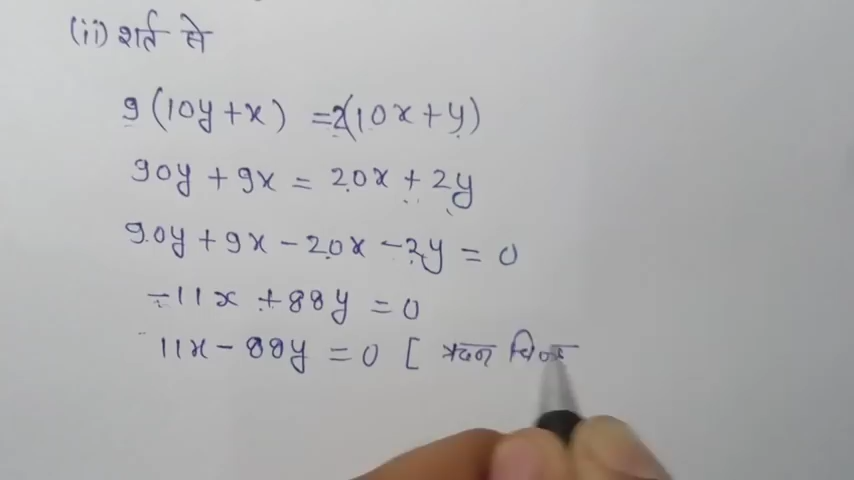 (ii) शर्त से
9(10y+x) = 2(10x+y)
90y + 9x = 20x + 2y
90y + 9x - 20x - 2y = 0
-11x + 88y = 0
11x - 88y = 0 [